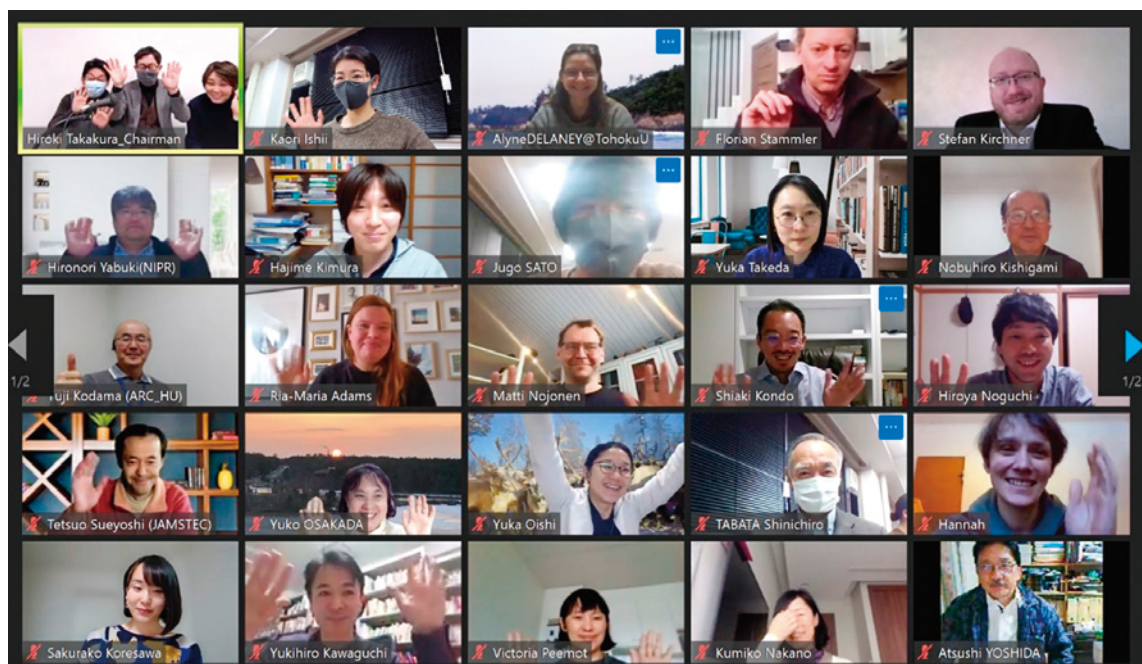 Hiroki Takakura_Chairman
Kaori Ishii
AlyneDELANEY@TohokuU
Florian Stammler
Stefan Kirchner
Hironori Yabuki(NIPR)
Hajime Kimura
Jugo SATO
Yuka Takeda
Nobuhiro Kishigami
Yuji Kodama (ARC_HU)
Ria-Maria Adams
Matti Nojonen
Shiaki Kondo
Hiroya Noguchi
1/2
1/2
Tetsuo Sueyoshi (JAMSTEC)
Yuko OSAKADA
Yuka Oishi
TABATA Shinichiro
Hannah
Sakurako Koresawa
Yukihiro Kawaguchi
Victoria Peemot
Kumiko Nakano
Atsushi YOSHIDA